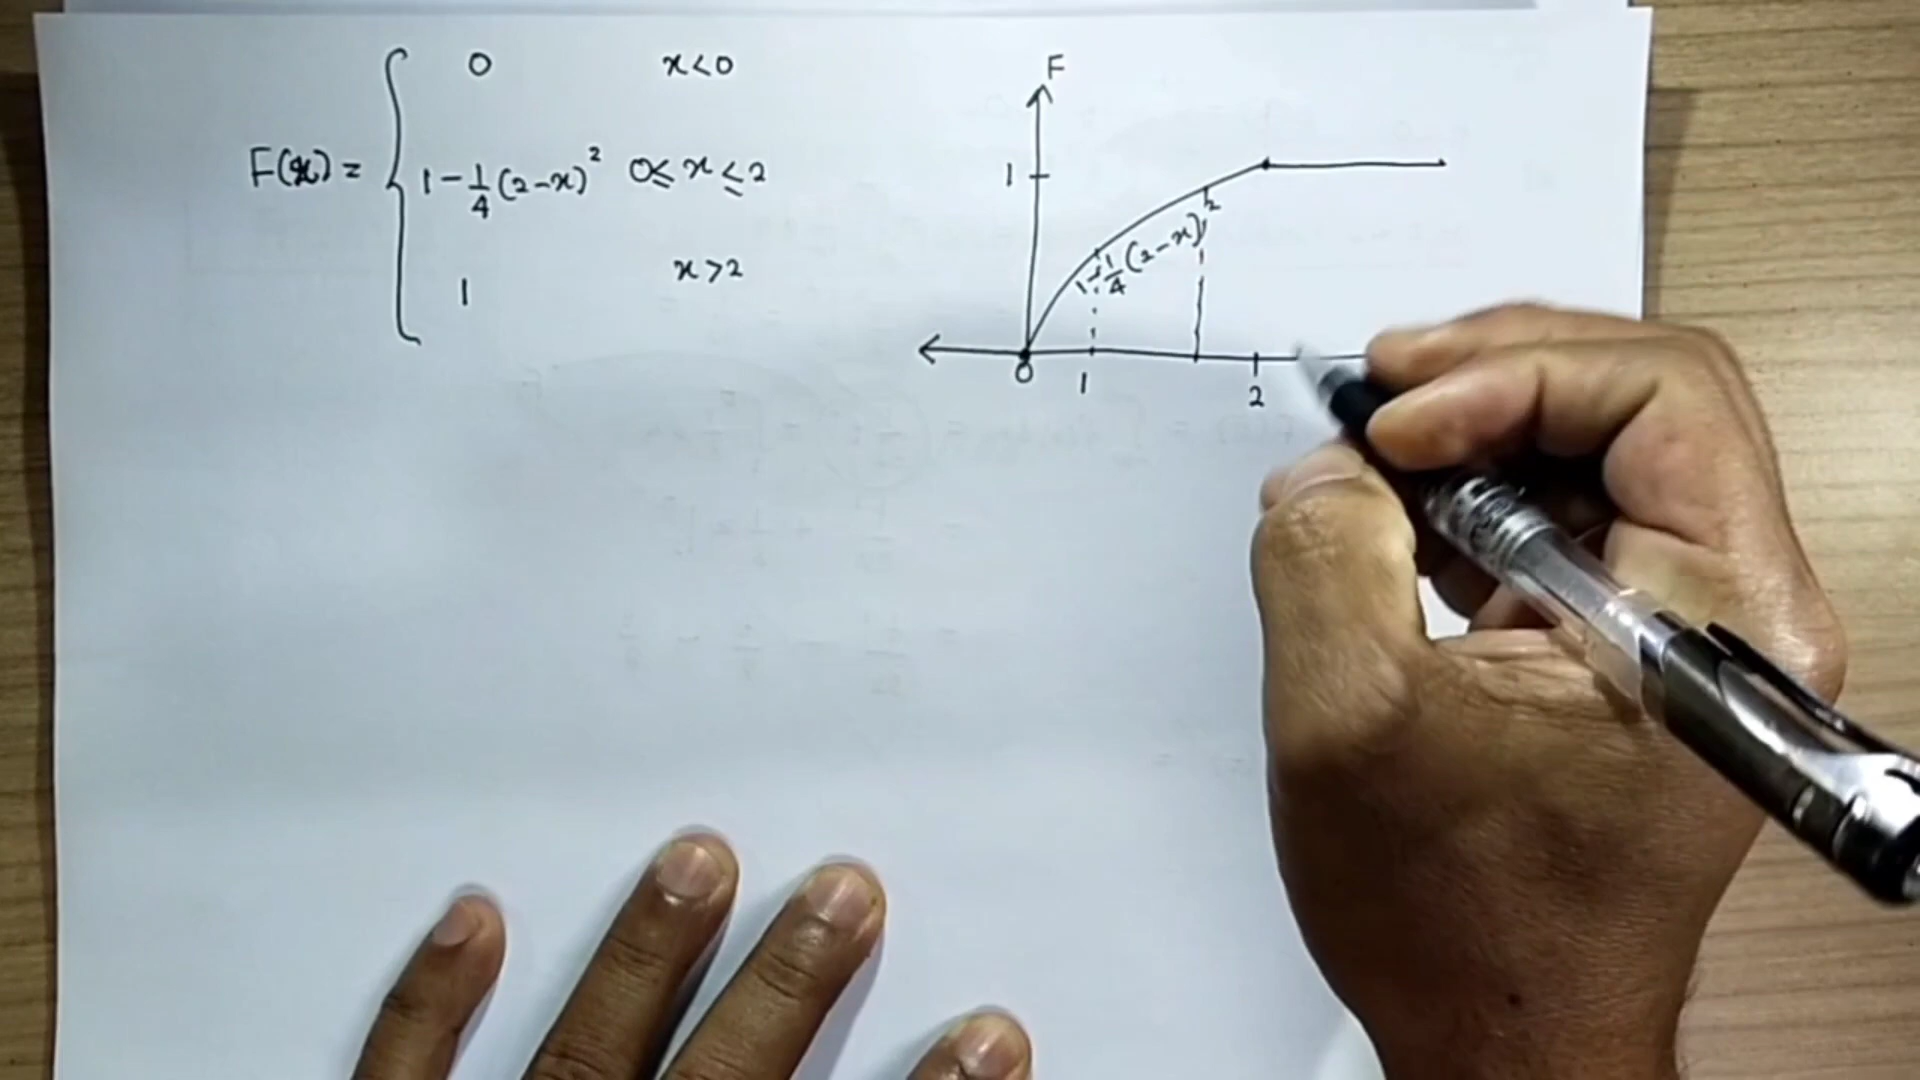 0 x<0
F(x) = 1-1/4(2-x)² 0≤x≤2
1 x>2
F
1
1-1/4(2-x)²
0 1 2